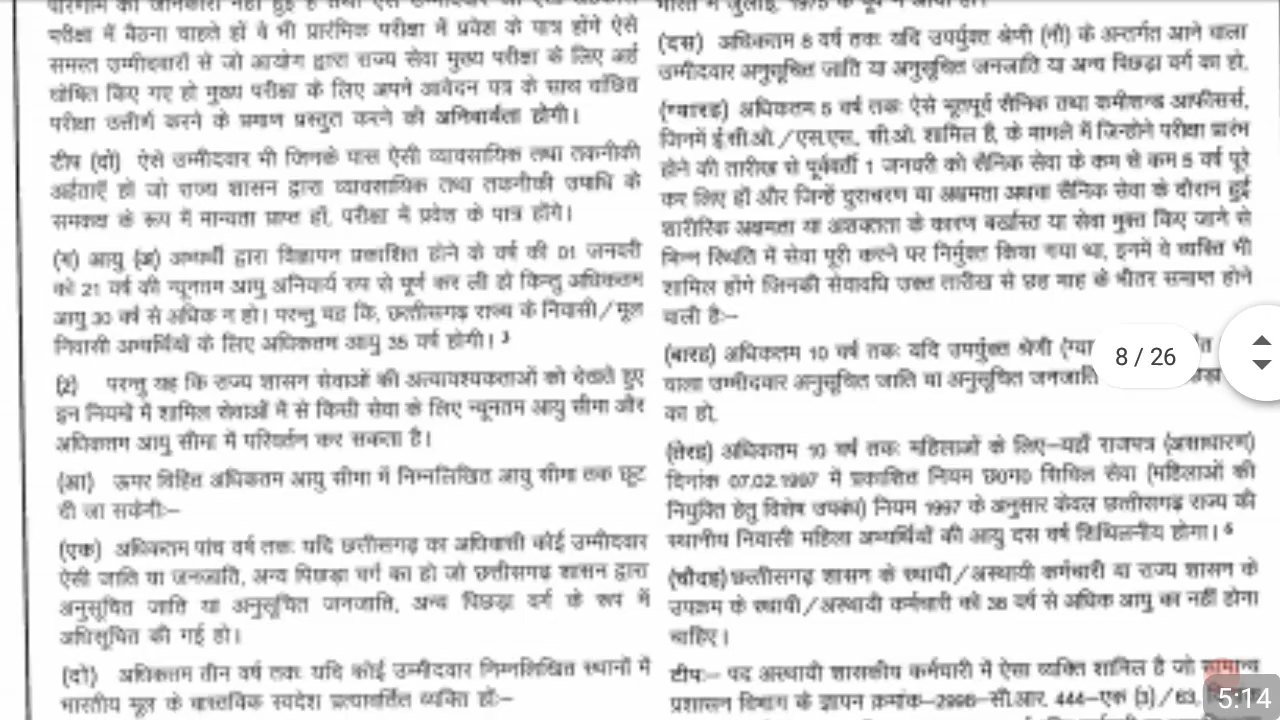 परीक्षा में बैठना चाहते हों वे भी प्रारंभिक परीक्षा में प्रवेश के पात्र होंगे ऐसे
समस्त उम्मीदवारों से जो आयोग द्वारा राज्य सेवा मुख्य परीक्षा के लिए अर्ह
घोषित किए गए हो मुख्य परीक्षा के लिए अपने आवेदन पत्र के साथ वांछित
परीक्षा उत्तीर्ण करने के प्रमाण प्रस्तुत करने की अनिवार्यता होगी।
टीप (दो) ऐसे उम्मीदवार भी जिनके पास ऐसी व्यावसायिक तथा तकनीकी
अर्हताएँ हों जो राज्य शासन द्वारा व्यावसायिक तथा तकनीकी उपाधि के
समकक्ष के रूप में मान्यता प्राप्त हों, परीक्षा में प्रवेश के पात्र होंगे।
(ग) आयु (अ) अभ्यर्थी द्वारा विज्ञापन प्रकाशित होने के वर्ष की 01 जनवरी
को 21 वर्ष की न्यूनतम आयु अनिवार्य रूप से पूर्ण कर ली हो किन्तु अधिकतम
आयु 30 वर्ष से अधिक न हो। परन्तु यह कि, छत्तीसगढ़ राज्य के निवासी/मूल
निवासी अभ्यर्थियों के लिए अधिकतम आयु 35 वर्ष होगी। 3
(2) परन्तु यह कि राज्य शासन सेवाओं की अत्यावश्यकताओं को देखते हुए
इन नियमों में शामिल सेवाओं में से किसी सेवा के लिए न्यूनतम आयु सीमा और
अधिकतम आयु सीमा में परिवर्तन कर सकता है।
(आ) ऊपर विहित अधिकतम आयु सीमा में निम्नलिखित आयु सीमा तक छूट
दी जा सकेगी:–
(एक) अधिकतम पांच वर्ष तक: यदि छत्तीसगढ़ का अधिवासी कोई उम्मीदवार
ऐसी जाति या जनजाति, अन्य पिछड़ा वर्ग का हो जो छत्तीसगढ़ शासन द्वारा
अनुसूचित जाति या अनुसूचित जनजाति, अन्य पिछड़ा वर्ग के रूप में
अधिसूचित की गई हो।
(दो) अधिकतम तीन वर्ष तक: यदि कोई उम्मीदवार निम्नलिखित स्थानों में
भारतीय मूल के वास्तविक स्वदेश प्रत्यावर्तित व्यक्ति हो:–
(दस) अधिकतम 8 वर्ष तक: यदि उपर्युक्त श्रेणी (नौ) के अन्तर्गत आने वाला
उम्मीदवार अनुसूचित जाति या अनुसूचित जनजाति या अन्य पिछड़ा वर्ग का हो,
(ग्यारह) अधिकतम 5 वर्ष तक: ऐसे भूतपूर्व सैनिक तथा कमीशन्ड आफीसर्स,
जिनमें ई.सी.ओ./एस.एस. सी.ओ. शामिल है, के मामले में जिन्होंने परीक्षा प्रारंभ
होने की तारीख से पूर्ववर्ती 1 जनवरी को सैनिक सेवा के कम से कम 5 वर्ष पूरे
कर लिए हों और जिन्हें दुराचरण या अक्षमता अथवा सैनिक सेवा के दौरान हुई
शारीरिक अक्षमता या अशक्तता के कारण बर्खास्त या सेवा मुक्त किए जाने से
भिन्न स्थिति में सेवा पूरी करने पर निर्मुक्त किया गया था, इनमें वे व्यक्ति भी
शामिल होंगे जिनकी सेवावधि उक्त तारीख से छह माह के भीतर समाप्त होने
वाली है:–
(बारह) अधिकतम 10 वर्ष तक: यदि उपर्युक्त श्रेणी
वाला उम्मीदवार अनुसूचित जाति या अनुसूचित जनजाति
का हो,
8 / 26
(तेरह) अधिकतम 10 वर्ष तक: महिलाओं के लिए–यहाँ राजपत्र (असाधारण)
दिनांक 07.02.1997 में प्रकाशित नियम छ0ग0 सिविल सेवा (महिलाओं की
नियुक्ति हेतु विशेष उपबंध) नियम 1997 के अनुसार केवल छत्तीसगढ़ राज्य की
स्थानीय निवासी महिला अभ्यर्थियों की आयु दस वर्ष शिथिलनीय होगा। 6
(चौदह) छत्तीसगढ़ शासन के स्थायी/अस्थायी कर्मचारी या राज्य शासन के
उपक्रम के स्थायी/अस्थायी कर्मचारी को 38 वर्ष से अधिक आयु का नहीं होना
चाहिए।
टीप:– पद अस्थायी शासकीय कर्मचारी में ऐसा व्यक्ति शामिल है जो सामान्य
प्रशासन विभाग के ज्ञापन क्रमांक–2996–सी.आर. 444–एक (3)/63,
5:14